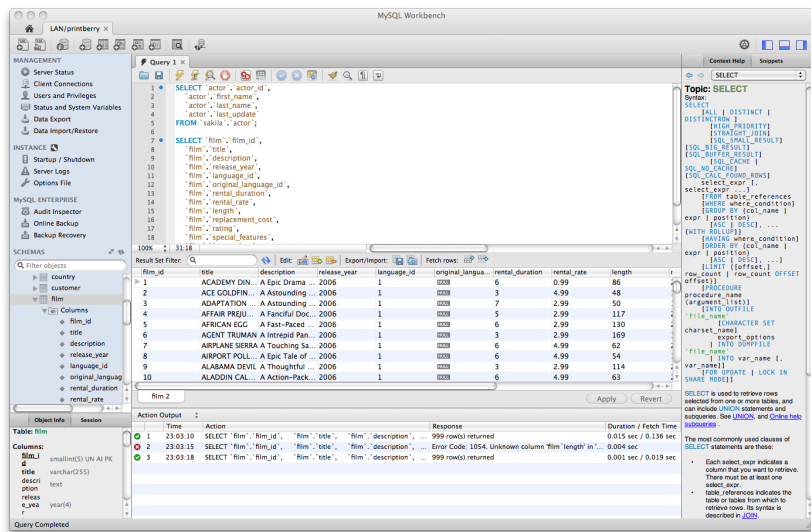 MySQL Workbench
LAN/printberry ×
MANAGEMENT
Server Status
Client Connections
Users and Privileges
Status and System Variables
Data Export
Data Import/Restore
INSTANCE
Startup / Shutdown
Server Logs
Options File
MySQL ENTERPRISE
Audit Inspector
Online Backup
Backup Recovery
SCHEMAS
Filter objects
country
customer
film
Columns
film_id
title
description
release_year
language_id
original_languag
rental_duration
rental_rate
Object Info Session
Table: film
Columns:
film_i
d smallint(5) UN AI PK
title varchar(255)
descri
ption text
releas
e_yea year(4)
r
Query Completed
Query 1 ×
1 SELECT `actor`.`actor_id`,
2 `actor`.`first_name`,
3 `actor`.`last_name`,
4 `actor`.`last_update`
5 FROM `sakila`.`actor`;
6
7 SELECT `film`.`film_id`,
8 `film`.`title`,
9 `film`.`description`,
10 `film`.`release_year`,
11 `film`.`language_id`,
12 `film`.`original_language_id`,
13 `film`.`rental_duration`,
14 `film`.`rental_rate`,
15 `film`.`length`,
16 `film`.`replacement_cost`,
17 `film`.`rating`,
18 `film`.`special_features`,
100% 31:18
Result Set Filter: Edit: Export/Import: Fetch rows:
film_id title description release_year language_id original_langua... rental_duration rental_rate length
1 ACADEMY DIN... A Epic Drama ... 2006 1 NULL 6 0.99 86
2 ACE GOLDFIN... A Astounding ... 2006 1 NULL 3 4.99 48
3 ADAPTATION ... A Astounding ... 2006 1 NULL 7 2.99 50
4 AFFAIR PREJU... A Fanciful Doc... 2006 1 NULL 5 2.99 117
5 AFRICAN EGG A Fast-Paced ... 2006 1 NULL 6 2.99 130
6 AGENT TRUMAN A Intrepid Pan... 2006 1 NULL 3 2.99 169
7 AIRPLANE SIERRA A Touching Sa... 2006 1 NULL 6 4.99 62
8 AIRPORT POLL... A Epic Tale of ... 2006 1 NULL 6 4.99 54
9 ALABAMA DEVIL A Thoughtful ... 2006 1 NULL 3 2.99 114
10 ALADDIN CAL... A Action-Pack... 2006 1 NULL 6 4.99 63
film 2
Apply Revert
Action Output
Time Action Response Duration / Fetch Time
1 23:03:10 SELECT `film`.`film_id`, `film`.`title`, `film`.`description`, ... 999 row(s) returned 0.015 sec / 0.136 sec
2 23:03:15 SELECT `film`.`film_id`, `film`.`title`, `film`.`description`, ... Error Code: 1054. Unknown column 'film`length' in '... 0.004 sec
3 23:03:18 SELECT `film`.`film_id`, `film`.`title`, `film`.`description`, ... 999 row(s) returned 0.001 sec / 0.019 sec
Context Help Snippets
SELECT
Topic: SELECT
Syntax:
SELECT
[ALL | DISTINCT |
DISTINCTROW ]
[HIGH_PRIORITY]
[STRAIGHT_JOIN]
[SQL_SMALL_RESULT]
[SQL_BIG_RESULT]
[SQL_BUFFER_RESULT]
[SQL_CACHE |
SQL_NO_CACHE]
[SQL_CALC_FOUND_ROWS]
select_expr [,
select_expr ...]
[FROM table_references
[WHERE where_condition]
[GROUP BY {col_name |
expr | position}
[ASC | DESC], ...
[WITH ROLLUP]]
[HAVING where_condition]
[ORDER BY {col_name |
expr | position}
[ASC | DESC], ...]
[LIMIT {[offset,]
row_count | row_count OFFSET
offset}]
[PROCEDURE
procedure_name
(argument_list)]
[INTO OUTFILE
'file_name'
[CHARACTER SET
charset_name]
export_options
| INTO DUMPFILE
'file_name'
| INTO var_name [,
var_name]]
[FOR UPDATE | LOCK IN
SHARE MODE]]
SELECT is used to retrieve rows
selected from one or more tables, and
can include UNION statements and
subqueries. See UNION, and Online help
subqueries .
The most commonly used clauses of
SELECT statements are these:
• Each select_expr indicates a
column that you want to retrieve.
There must be at least one
select_expr.
• table_references indicates the
table or tables from which to
retrieve rows. Its syntax is
described in JOIN.